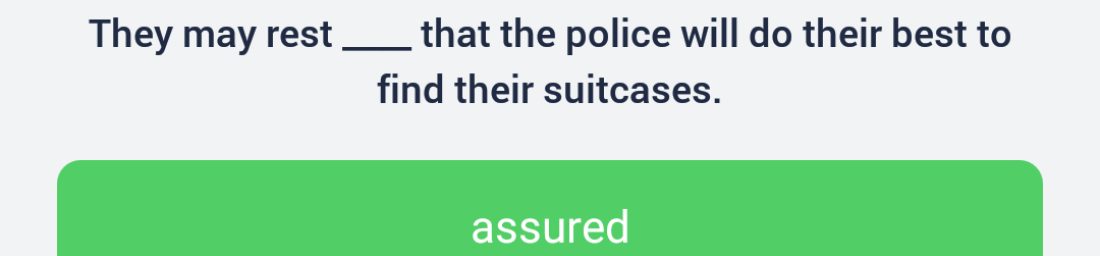 They may rest ____ that the police will do their best to
find their suitcases.
assured